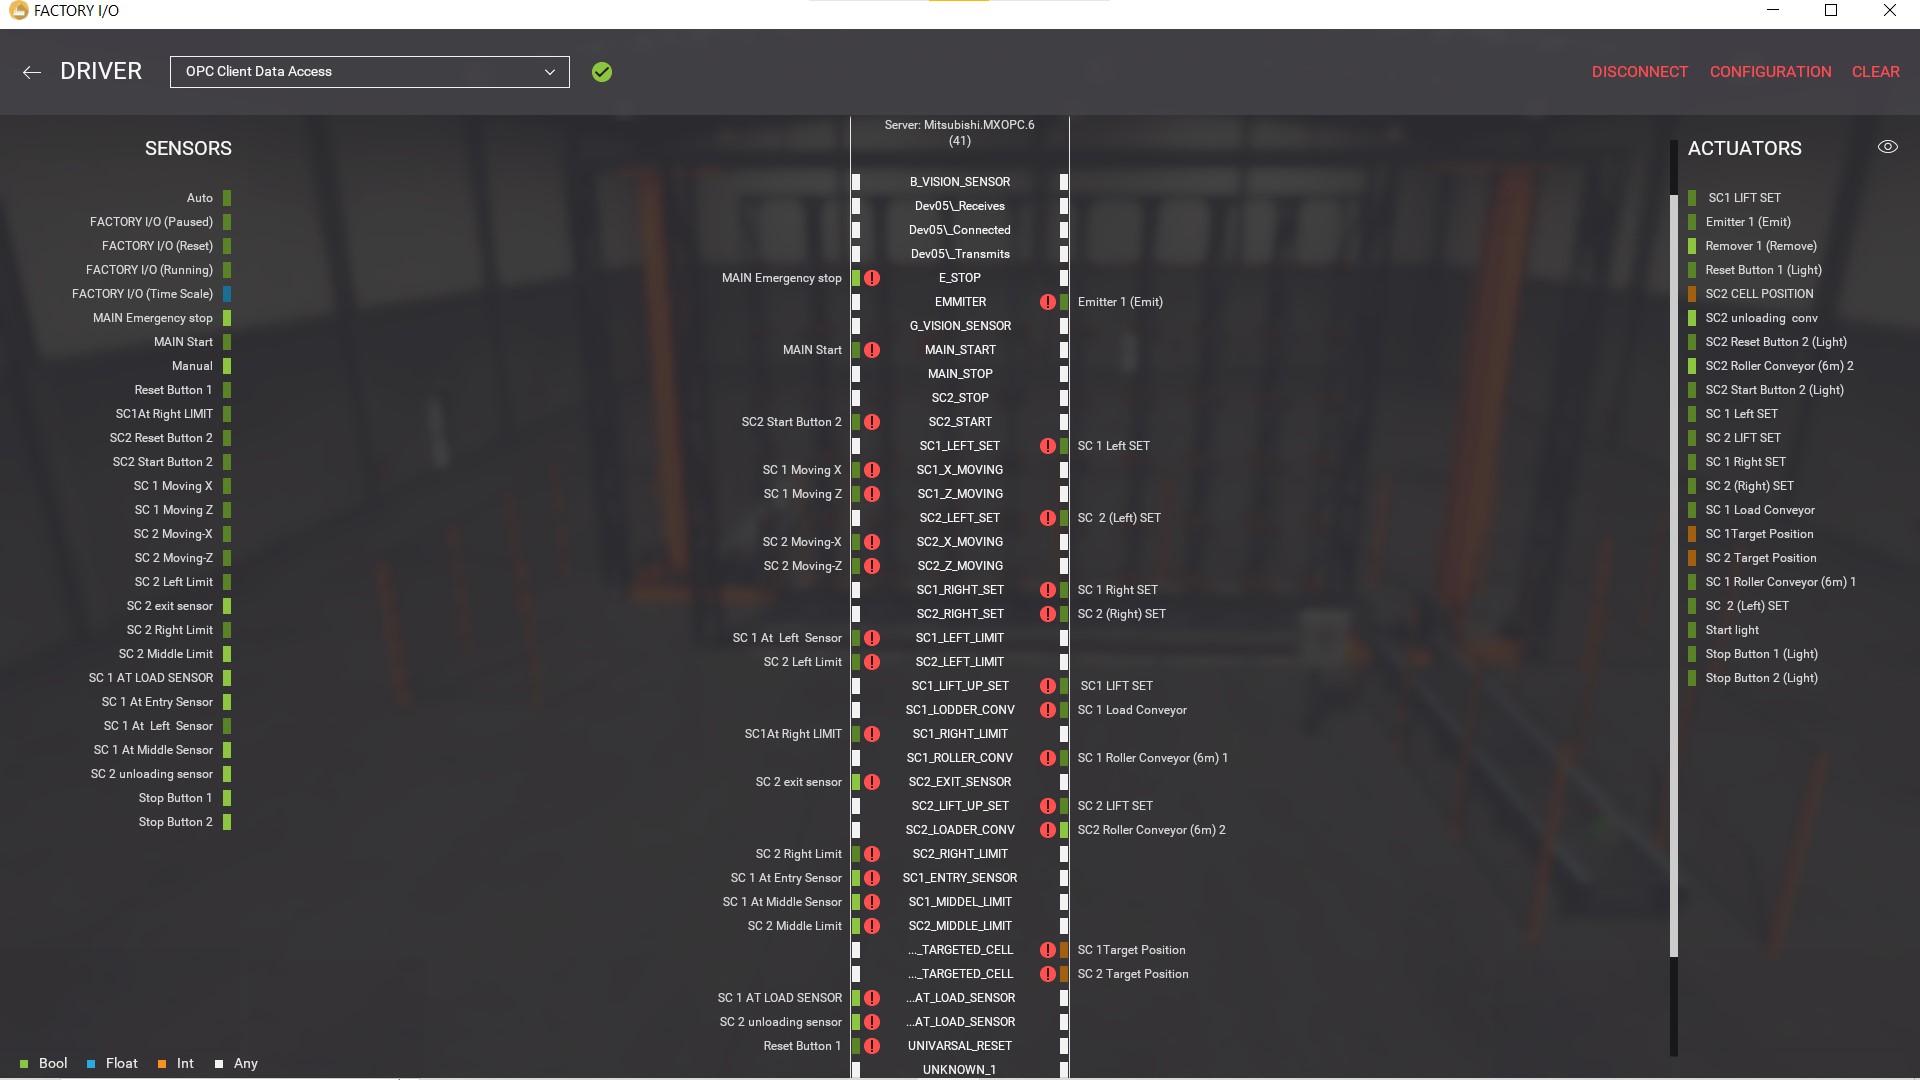 FACTORY I/O
DRIVER
OPC Client Data Access
DISCONNECT CONFIGURATION CLEAR
SENSORS
Auto
FACTORY I/O (Paused)
FACTORY I/O (Reset)
FACTORY I/O (Running)
FACTORY I/O (Time Scale)
MAIN Emergency stop
MAIN Start
Manual
Reset Button 1
SC1At Right LIMIT
SC2 Reset Button 2
SC2 Start Button 2
SC 1 Moving X
SC 1 Moving Z
SC 2 Moving-X
SC 2 Moving-Z
SC 2 Left Limit
SC 2 exit sensor
SC 2 Right Limit
SC 2 Middle Limit
SC 1 AT LOAD SENSOR
SC 1 At Entry Sensor
SC 1 At  Left  Sensor
SC 1 At Middle Sensor
SC 2 unloading sensor
Stop Button 1
Stop Button 2
Bool Float Int Any
Server: Mitsubishi.MXOPC.6
(41)
B_VISION_SENSOR
Dev05\_Receives
Dev05\_Connected
Dev05\_Transmits
MAIN Emergency stop E_STOP
EMMITER Emitter 1 (Emit)
G_VISION_SENSOR
MAIN Start MAIN_START
MAIN_STOP
SC2_STOP
SC2 Start Button 2 SC2_START
SC1_LEFT_SET SC 1 Left SET
SC 1 Moving X SC1_X_MOVING
SC 1 Moving Z SC1_Z_MOVING
SC2_LEFT_SET SC  2 (Left) SET
SC 2 Moving-X SC2_X_MOVING
SC 2 Moving-Z SC2_Z_MOVING
SC1_RIGHT_SET SC 1 Right SET
SC2_RIGHT_SET SC 2 (Right) SET
SC 1 At  Left  Sensor SC1_LEFT_LIMIT
SC 2 Left Limit SC2_LEFT_LIMIT
SC1_LIFT_UP_SET SC1 LIFT SET
SC1_LODDER_CONV SC 1 Load Conveyor
SC1At Right LIMIT SC1_RIGHT_LIMIT
SC1_ROLLER_CONV SC 1 Roller Conveyor (6m) 1
SC 2 exit sensor SC2_EXIT_SENSOR
SC2_LIFT_UP_SET SC 2 LIFT SET
SC2_LOADER_CONV SC2 Roller Conveyor (6m) 2
SC 2 Right Limit SC2_RIGHT_LIMIT
SC 1 At Entry Sensor SC1_ENTRY_SENSOR
SC 1 At Middle Sensor SC1_MIDDEL_LIMIT
SC 2 Middle Limit SC2_MIDDLE_LIMIT
..._TARGETED_CELL SC 1Target Position
..._TARGETED_CELL SC 2 Target Position
SC 1 AT LOAD SENSOR ...AT_LOAD_SENSOR
SC 2 unloading sensor ...AT_LOAD_SENSOR
Reset Button 1 UNIVARSAL_RESET
UNKNOWN_1
ACTUATORS
SC1 LIFT SET
Emitter 1 (Emit)
Remover 1 (Remove)
Reset Button 1 (Light)
SC2 CELL POSITION
SC2 unloading  conv
SC2 Reset Button 2 (Light)
SC2 Roller Conveyor (6m) 2
SC2 Start Button 2 (Light)
SC 1 Left SET
SC 2 LIFT SET
SC 1 Right SET
SC 2 (Right) SET
SC 1 Load Conveyor
SC 1Target Position
SC 2 Target Position
SC 1 Roller Conveyor (6m) 1
SC  2 (Left) SET
Start light
Stop Button 1 (Light)
Stop Button 2 (Light)